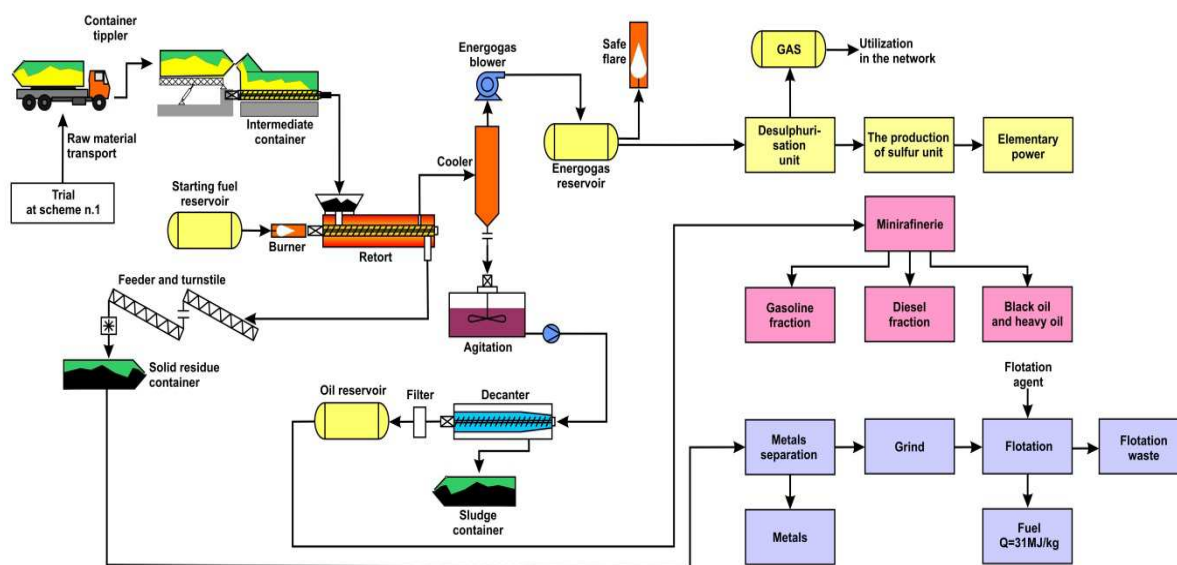 Container
tippler
Raw material
transport
Trial
at scheme n.1
Intermediate
container
Starting fuel
reservoir
Burner
Retort
Cooler
Energogas
blower
Safe
flare
Energogas
reservoir
GAS
Utilization
in the network
Desulphuri-
sation
unit
The production
of sulfur unit
Elementary
power
Minirafinerie
Gasoline
fraction
Diesel
fraction
Black oil
and heavy oil
Feeder and turnstile
Solid residue
container
Agitation
Oil reservoir
Filter
Decanter
Sludge
container
Flotation
agent
Metals
separation
Grind
Flotation
Flotation
waste
Metals
Fuel
Q=31MJ/kg